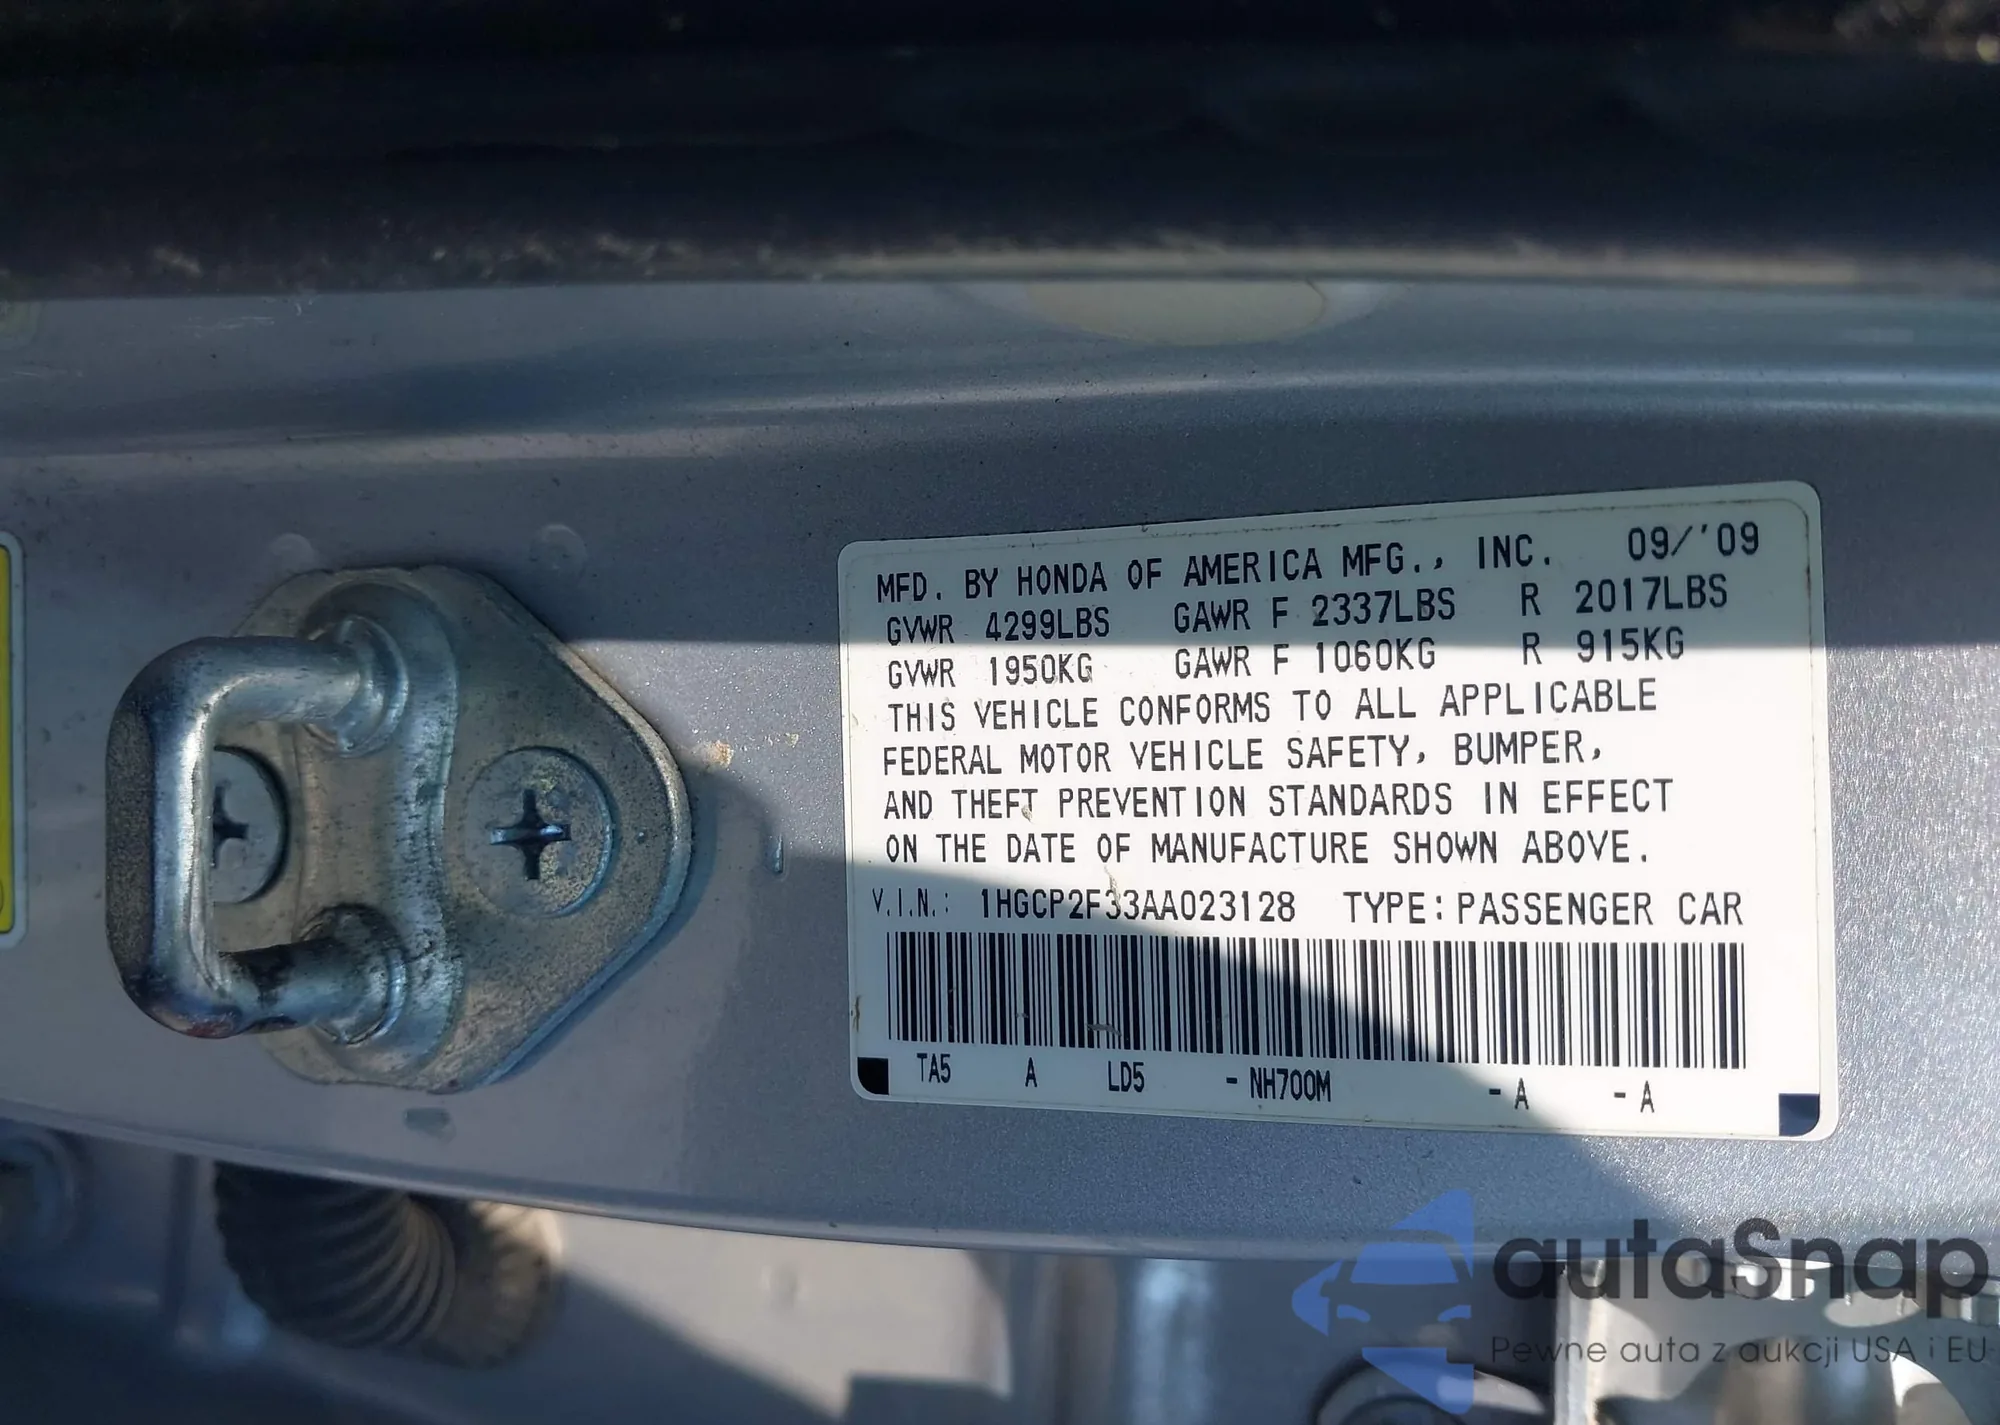 MFD. BY HONDA OF AMERICA MFG., INC. 09/'09
GVWR 4299LBS GAWR F 2337LBS R 2017LBS
GVWR 1950KG GAWR F 1060KG R 915KG
THIS VEHICLE CONFORMS TO ALL APPLICABLE
FEDERAL MOTOR VEHICLE SAFETY, BUMPER,
AND THEFT PREVENTION STANDARDS IN EFFECT
ON THE DATE OF MANUFACTURE SHOWN ABOVE.
V.I.N.: 1HGCP2F33AA023128 TYPE: PASSENGER CAR
TA5 A LD5 - NH700M - A - A
autaSnap
Pewne auta z aukcji USA i EU